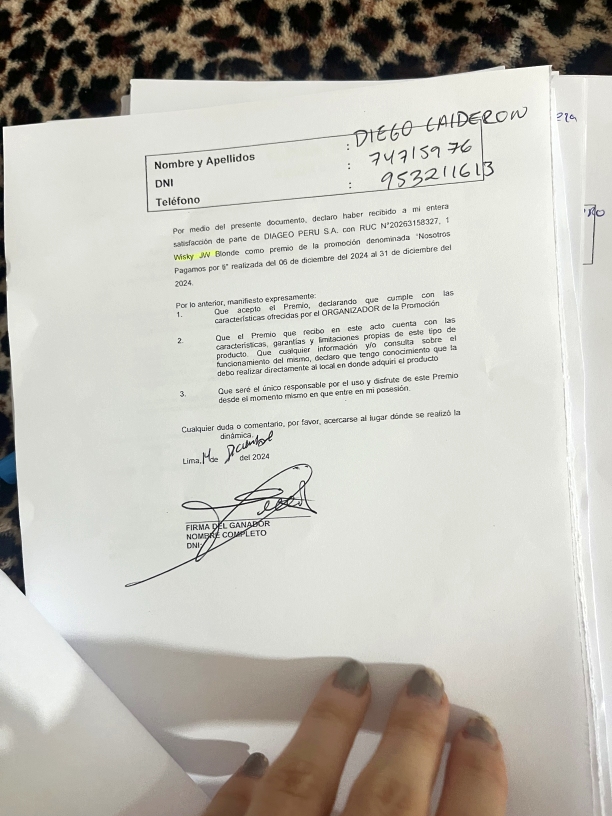 Nombre y Apellidos : DIEGO CALDERON
DNI : 74715976
Teléfono : 953211613
Por medio del presente documento, declaro haber recibido a mi entera
satisfacción de parte de DIAGEO PERU S.A, con RUC N°20263158327, 1
Wisky JW Blonde como premio de la promoción denominada "Nosotros
Pagamos por ti" realizada del 06 de diciembre del 2024 al 31 de diciembre del
2024.
Por lo anterior, manifiesto expresamente:
1. Que acepto el Premio, declarando que cumple con las
características ofrecidas por el ORGANIZADOR de la Promoción
2. Que el Premio que recibo en este acto cuenta con las
características, garantías y limitaciones propias de este tipo de
producto. Que cualquier información y/o consulta sobre el
funcionamiento del mismo, declaro que tengo conocimiento que la
debo realizar directamente al local en donde adquirí el producto
3. Que seré el único responsable por el uso y disfrute de este Premio
desde el momento mismo en que entre en mi posesión.
Cualquier duda o comentario, por favor, acercarse al lugar dónde se realizó la
dinámica.
Lima, de Diciembre del 2024
FIRMA DEL GANADOR
NOMBRE COMPLETO
DNI: